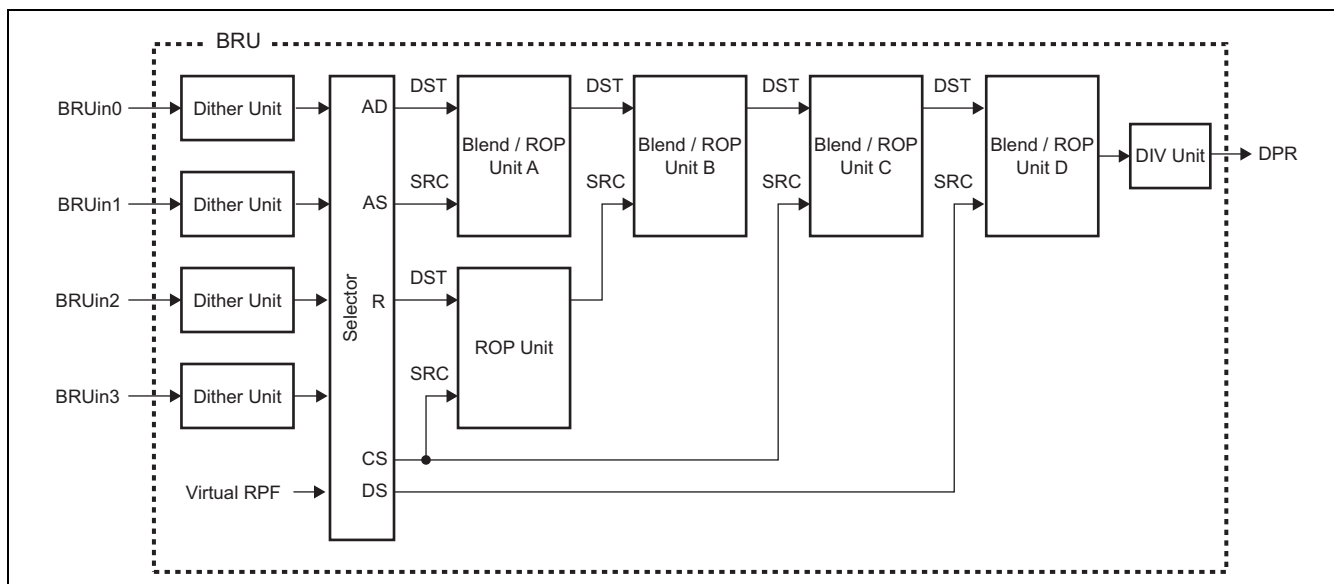 BRU
BRUin0
Dither Unit
BRUin1
Dither Unit
BRUin2
Dither Unit
BRUin3
Dither Unit
Virtual RPF
Selector
AD
AS
R
CS
DS
DST
SRC
Blend / ROP
Unit A
DST
SRC
ROP Unit
DST
SRC
Blend / ROP
Unit B
DST
SRC
Blend / ROP
Unit C
DST
SRC
Blend / ROP
Unit D
DIV Unit
DPR